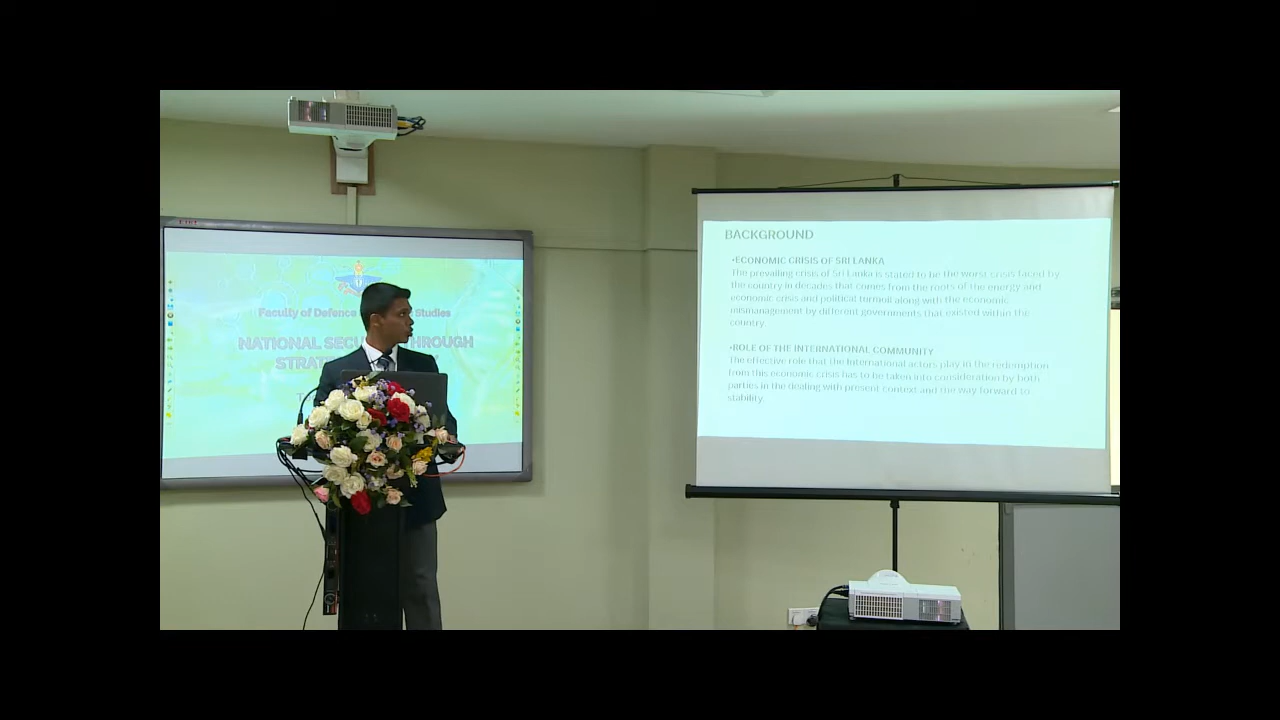 Faculty of Defence Studies
NATIONAL SECU THROUGH
STRATE
BACKGROUND
•ECONOMIC CRISIS OF SRI LANKA
The prevailing crisis of Sri Lanka is stated to be the worst crisis faced by
the country in decades that comes from the roots of the energy and
economic crisis and political turmoil along with the economic
mismanagement by different governments that existed within the
country.
•ROLE OF THE INTERNATIONAL COMMUNITY
The effective role that the International actors play in the redemption
from this economic crisis has to be taken into consideration by both
parties in the dealing with present context and the way forward to
stability.